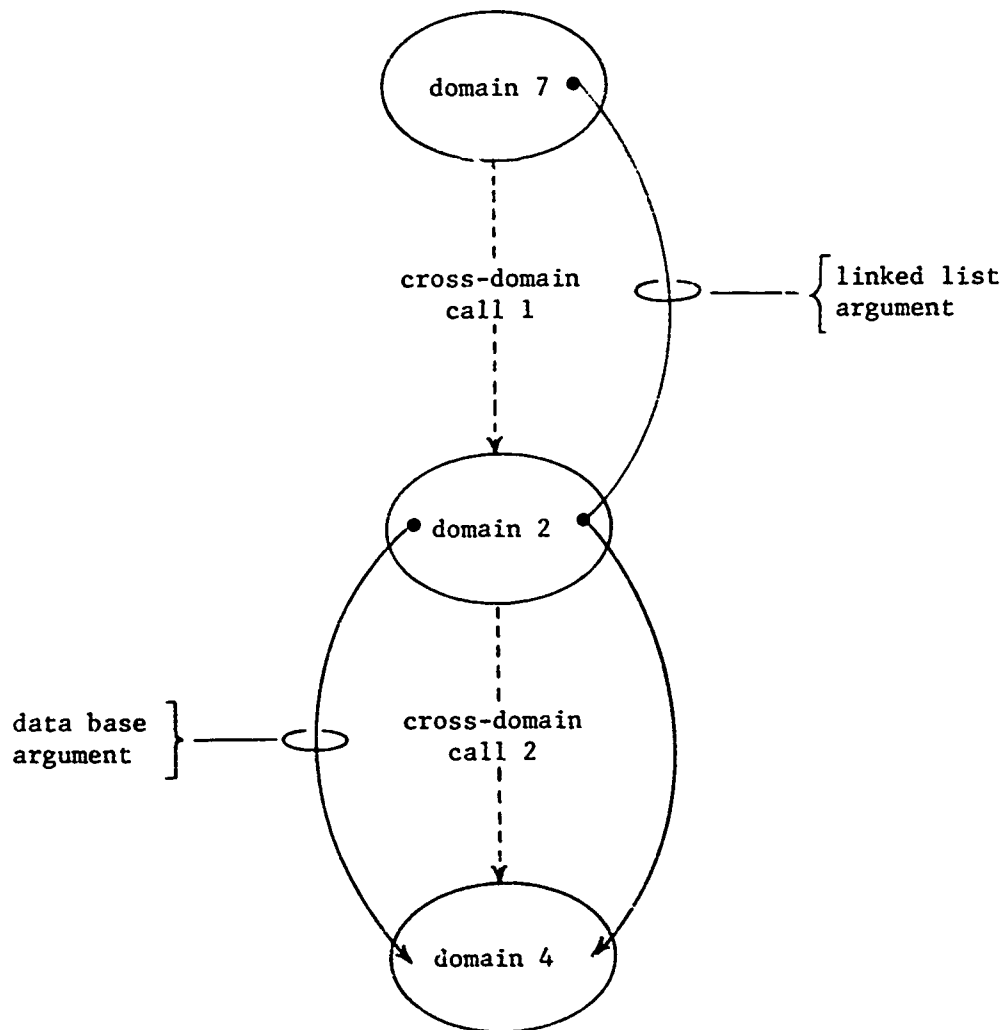 domain 7
cross-domain
call 1
linked list
argument
domain 2
data base
argument
cross-domain
call 2
domain 4